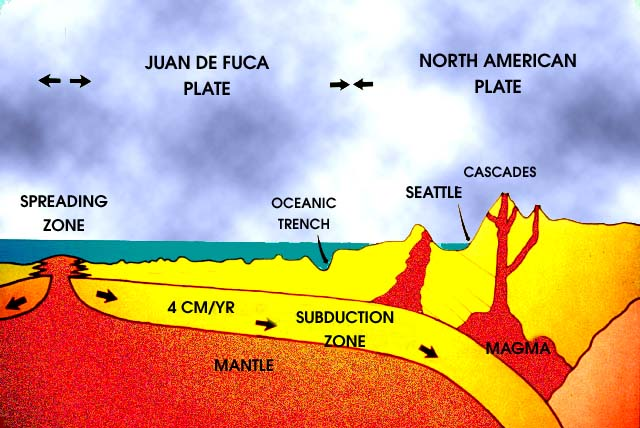 JUAN DE FUCA
PLATE
NORTH AMERICAN
PLATE
CASCADES
SEATTLE
SPREADING
ZONE
OCEANIC
TRENCH
4 CM/YR
SUBDUCTION
ZONE
MANTLE
MAGMA